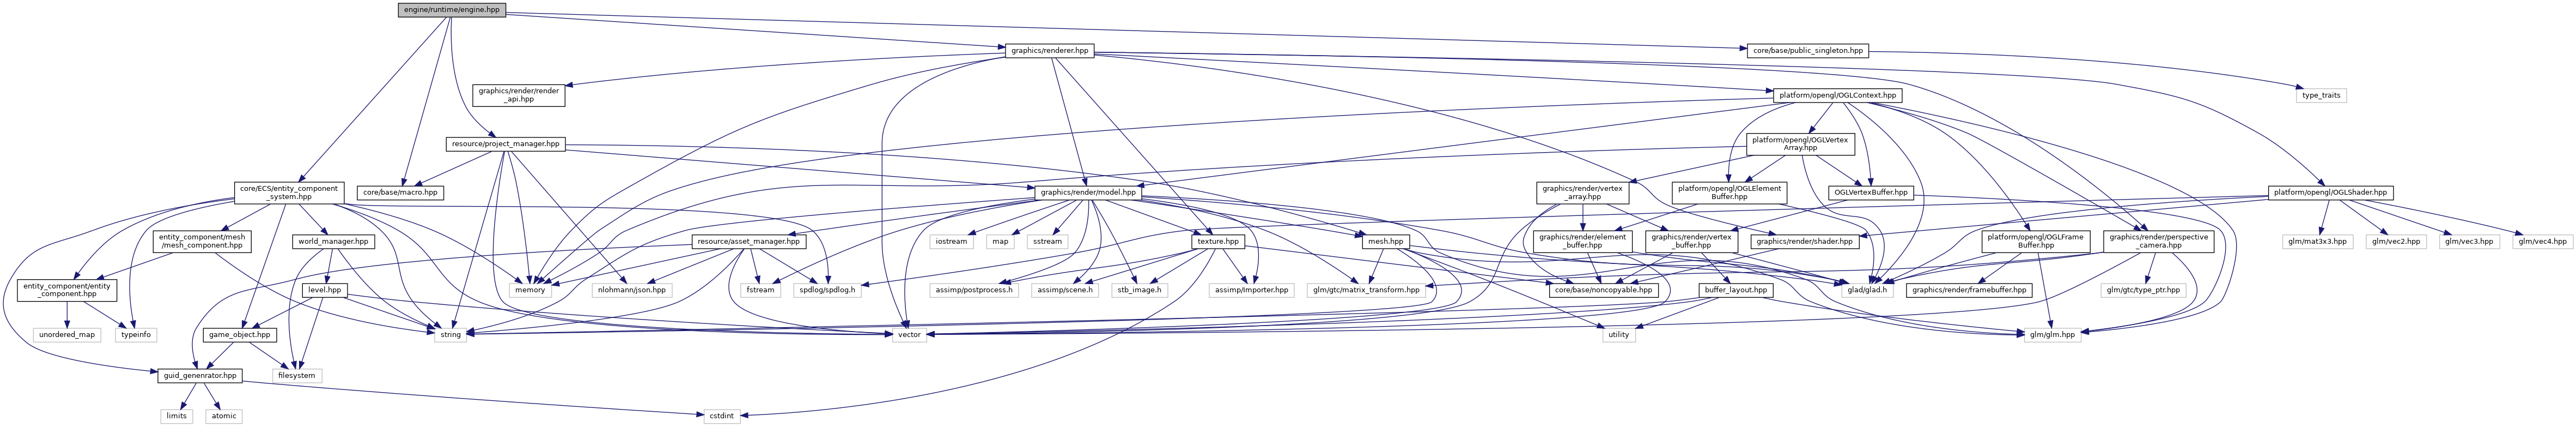 engine/runtime/engine.hpp
graphics/renderer.hpp
core/base/public_singleton.hpp
graphics/render/render
_api.hpp
platform/opengl/OGLContext.hpp
type_traits
resource/project_manager.hpp
platform/opengl/OGLVertex
Array.hpp
core/ECS/entity_component
_system.hpp
core/base/macro.hpp
graphics/render/model.hpp
graphics/render/vertex
_array.hpp
platform/opengl/OGLElement
Buffer.hpp
OGLVertexBuffer.hpp
platform/opengl/OGLShader.hpp
entity_component/mesh
/mesh_component.hpp
world_manager.hpp
resource/asset_manager.hpp
iostream
map
sstream
texture.hpp
mesh.hpp
graphics/render/element
_buffer.hpp
graphics/render/vertex
_buffer.hpp
graphics/render/shader.hpp
platform/opengl/OGLFrame
Buffer.hpp
graphics/render/perspective
_camera.hpp
glm/mat3x3.hpp
glm/vec2.hpp
glm/vec3.hpp
glm/vec4.hpp
entity_component/entity
_component.hpp
level.hpp
memory
nlohmann/json.hpp
fstream
spdlog/spdlog.h
assimp/postprocess.h
assimp/scene.h
stb_image.h
assimp/Importer.hpp
glm/gtc/matrix_transform.hpp
core/base/noncopyable.hpp
buffer_layout.hpp
glad/glad.h
graphics/render/framebuffer.hpp
glm/gtc/type_ptr.hpp
unordered_map
typeinfo
game_object.hpp
string
vector
utility
glm/glm.hpp
guid_genenrator.hpp
filesystem
limits
atomic
cstdint